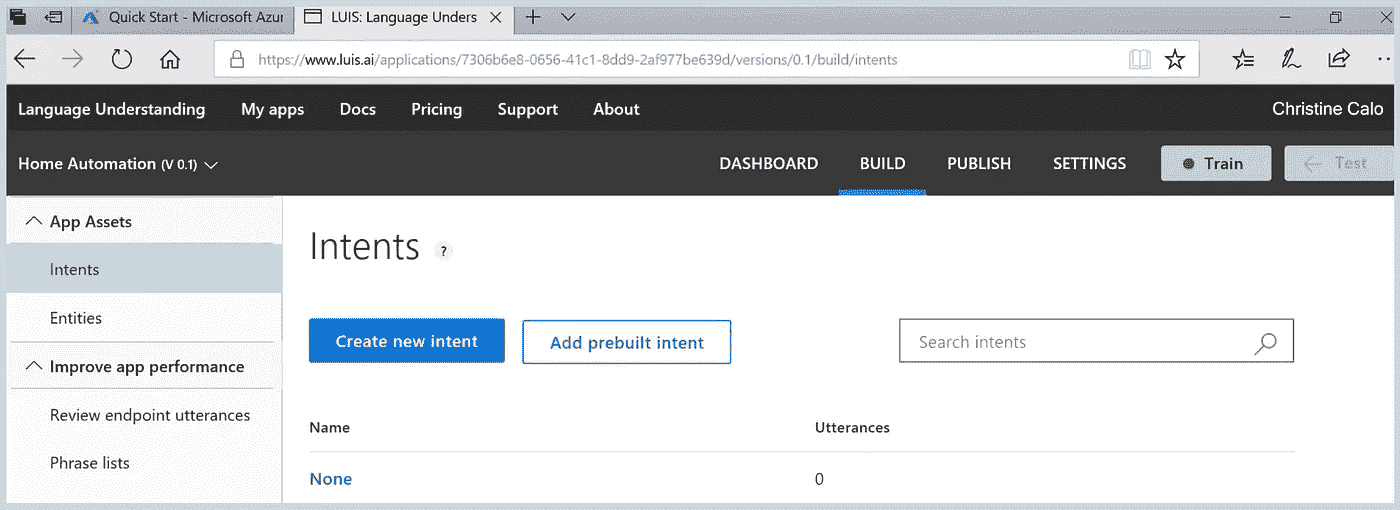 Quick Start - Microsoft Azur LUIS: Language Unders
https://www.luis.ai/applications/7306b6e8-0656-41c1-8dd9-2af977be639d/versions/0.1/build/intents
Language Understanding My apps Docs Pricing Support About Christine Calo
Home Automation (V 0.1) DASHBOARD BUILD PUBLISH SETTINGS Train Test
App Assets
Intents
Entities
Improve app performance
Review endpoint utterances
Phrase lists
Intents ?
Create new intent Add prebuilt intent Search intents
Name Utterances
None 0